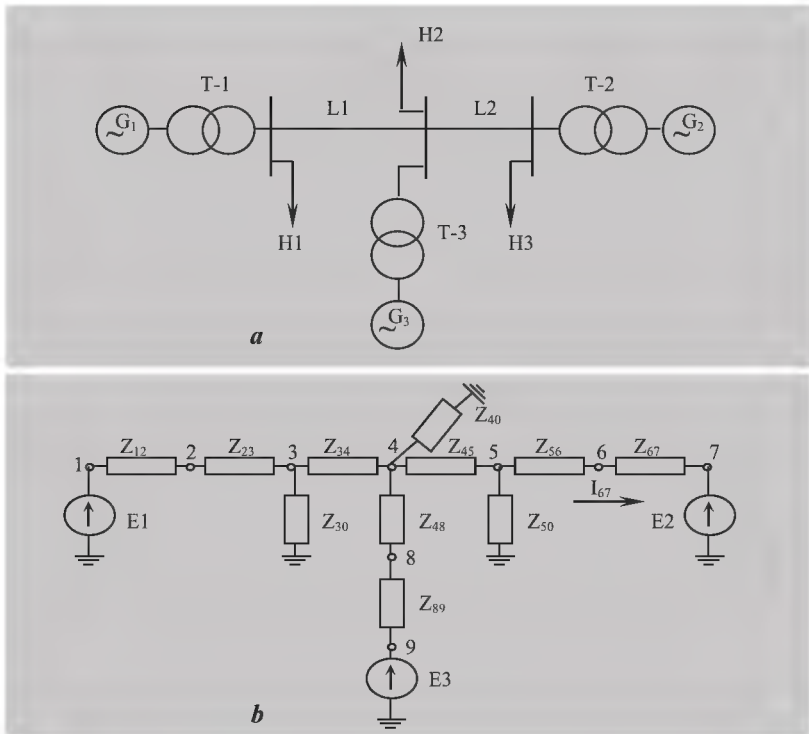 H2
T-1
L1
L2
T-2
~G₁
~G₂
H1
T-3
H3
~G₃
a
Z₄₀
1
Z₁₂
2
Z₂₃
3
Z₃₄
4
Z₄₅
5
Z₅₆
6
Z₆₇
7
I₆₇
E1
Z₃₀
Z₄₈
Z₅₀
E2
8
Z₈₉
9
E3
b